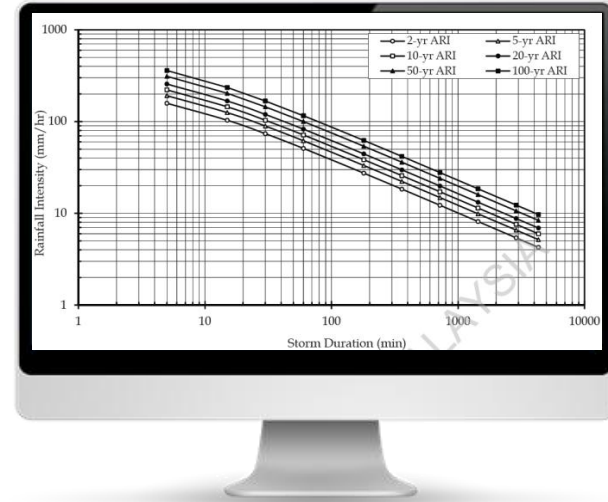 1000
100
10
1
Rainfall Intensity (mm/hr)
2-yr ARI 5-yr ARI
10-yr ARI 20-yr ARI
50-yr ARI 100-yr ARI
1 10 100 1000 10000
Storm Duration (min)
LAYSIA